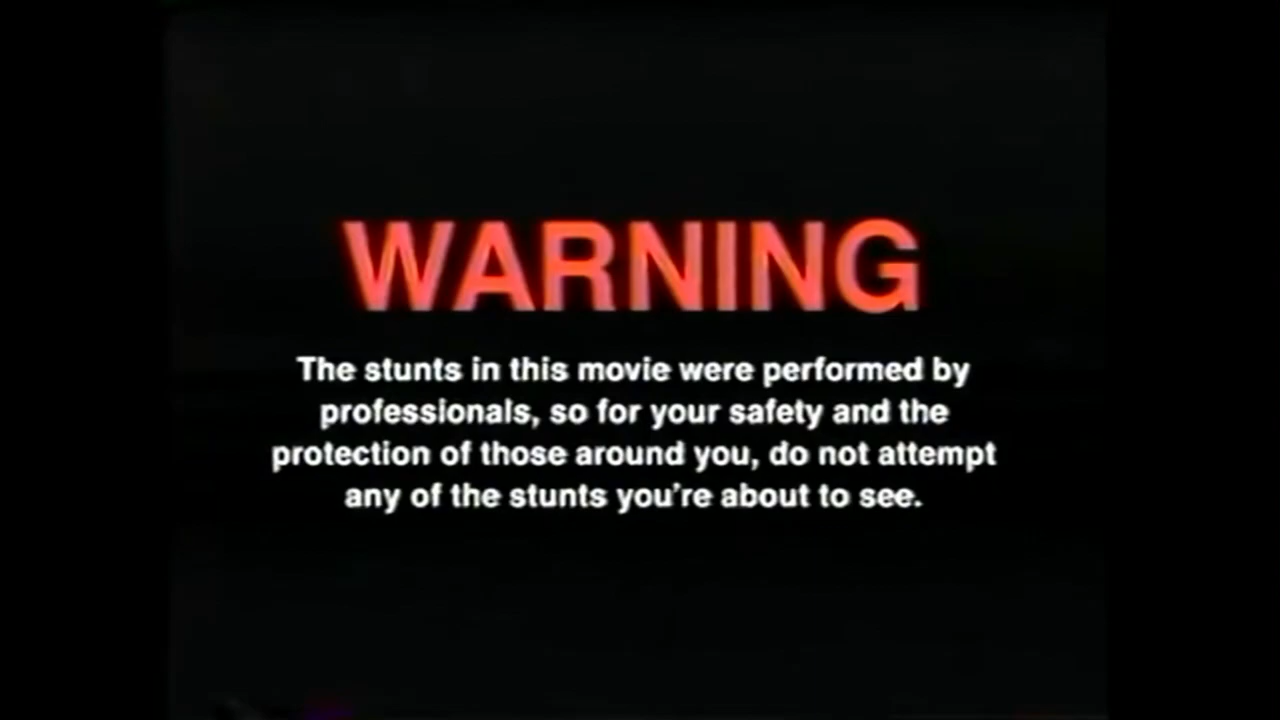 WARNING
The stunts in this movie were performed by
professionals, so for your safety and the
protection of those around you, do not attempt
any of the stunts you're about to see.